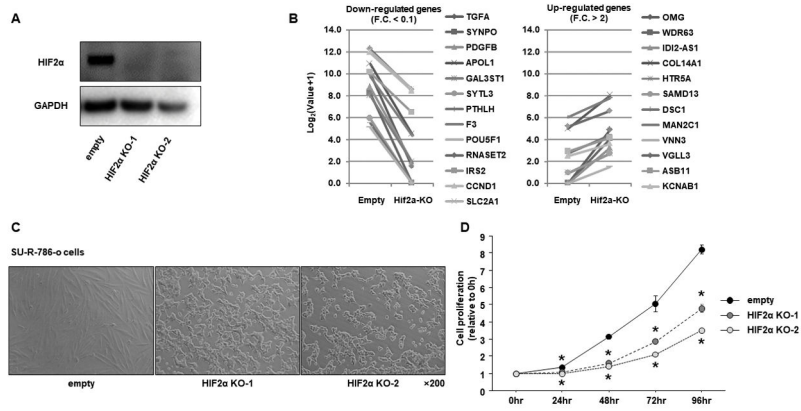 A
HIF2α
GAPDH
empty
HIF2α KO-1
HIF2α KO-2
B
Down-regulated genes
(F.C. < 0.1)
Log2(Value+1)
14.0
12.0
10.0
8.0
6.0
4.0
2.0
0.0
Empty
Hif2a-KO
TGFA
SYNPO
PDGFB
APOL1
GAL3ST1
SYTL3
PTHLH
F3
POU5F1
RNASET2
IRS2
CCND1
SLC2A1
Up-regulated genes
(F.C. > 2)
14.0
12.0
10.0
8.0
6.0
4.0
2.0
0.0
Empty
Hif2a-KO
OMG
WDR63
IDI2-AS1
COL14A1
HTR5A
SAMD13
DSC1
MAN2C1
VNN3
VGLL3
ASB11
KCNAB1
C
SU-R-786-o cells
empty
HIF2α KO-1
HIF2α KO-2
×200
D
Cell proliferation
(relative to 0h)
9
8
7
6
5
4
3
2
1
0
0hr
24hr
48hr
72hr
96hr
* * * *
* * * *
empty
HIF2α KO-1
HIF2α KO-2